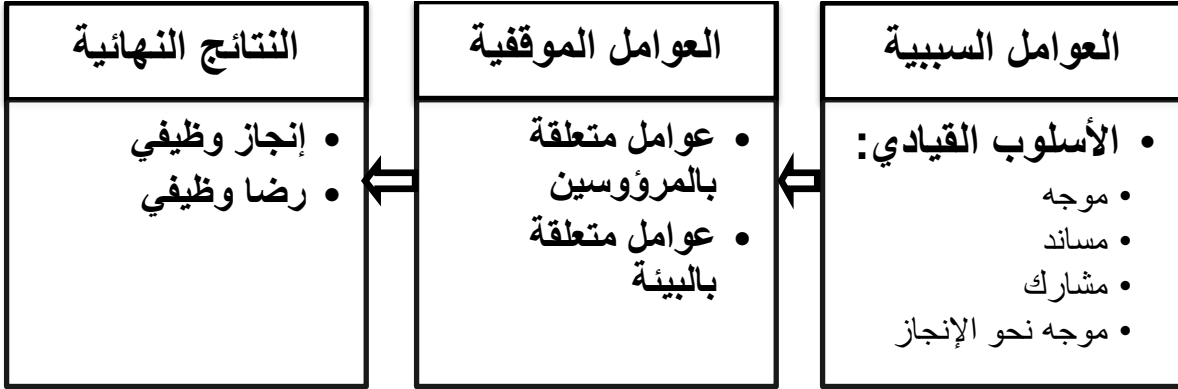 العوامل السببية
• الأسلوب القيادي:
• موجه
• مساند
• مشارك
• موجه نحو الإنجاز
العوامل الموقفية
• عوامل متعلقة
بالمرؤوسين
• عوامل متعلقة
بالبيئة
النتائج النهائية
• إنجاز وظيفي
• رضا وظيفي